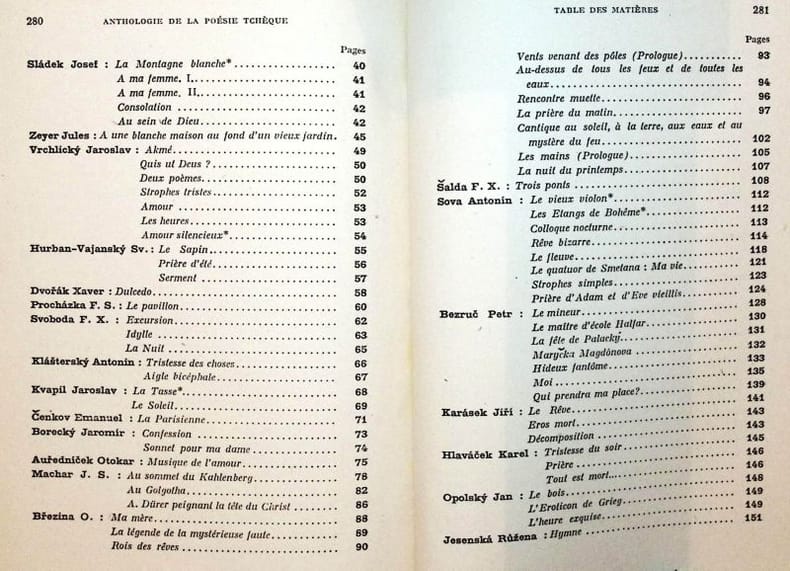 280 ANTHOLOGIE DE LA POÉSIE TCHÈQUE
Pages
Sládek Josef : La Montagne blanche* 40
A ma femme. I. 41
A ma femme. II. 41
Consolation 42
Au sein de Dieu 42
Zeyer Jules : A une blanche maison au fond d'un vieux jardin. 45
Vrchlický Jaroslav : Akmé 49
Quis ut Deus ? 50
Deux poèmes 50
Strophes tristes 52
Amour 53
Les heures 53
Amour silencieux* 54
Hurban-Vajanský Sv. : Le Sapin 55
Prière d'été 56
Serment 57
Dvořák Xaver : Dulcedo 58
Procházka F. S. : Le pavillon 60
Svoboda F. X. : Excursion 62
Idylle 63
La Nuit 65
Klášterský Antonin : Tristesse des choses 66
Aigle bicéphale 67
Kvapil Jaroslav : La Tasse* 68
Le Soleil 69
Čenkov Emanuel : La Parisienne 71
Borecký Jaromír : Confession 73
Sonnet pour ma dame 74
Auředníček Otokar : Musique de l'amour 75
Machar J. S. : Au sommet du Kahlenberg 78
Au Golgotha 82
A. Dürer peignant la tête du Christ 86
Březina O. : Ma mère 88
La légende de la mystérieuse faute 89
Rois des rêves 90
TABLE DES MATIÈRES 281
Pages
Vents venant des pôles (Prologue) 93
Au-dessus de tous les feux et de toutes les
eaux 94
Rencontre muette 96
La prière du matin 97
Cantique au soleil, à la terre, aux eaux et au
mystère du feu 102
Les mains (Prologue) 105
La nuit du printemps 107
Šalda F. X. : Trois ponts 108
Sova Antonín : Le vieux violon* 112
Les Etangs de Bohême* 112
Colloque nocturne 113
Rêve bizarre 114
Le fleuve 118
Le quatuor de Smetana : Ma vie 121
Strophes simples 123
Prière d'Adam et d'Eve vieillis 124
Bezruč Petr : Le mineur 128
Le maître d'école Halfar 130
La fête de Palacký 131
Maryčka Magdónova 132
Hideux fantôme 133
Moi 135
Qui prendra ma place? 139
Karásek Jiří : Le Rêve 141
Eros mort 143
Décomposition 143
Hlaváček Karel : Tristesse du soir 145
Prière 146
Tout est mort 146
Opolský Jan : Le bois 148
L'Eroticon de Grieg 149
L'heure exquise 149
Jesenská Růžena : Hymne 151